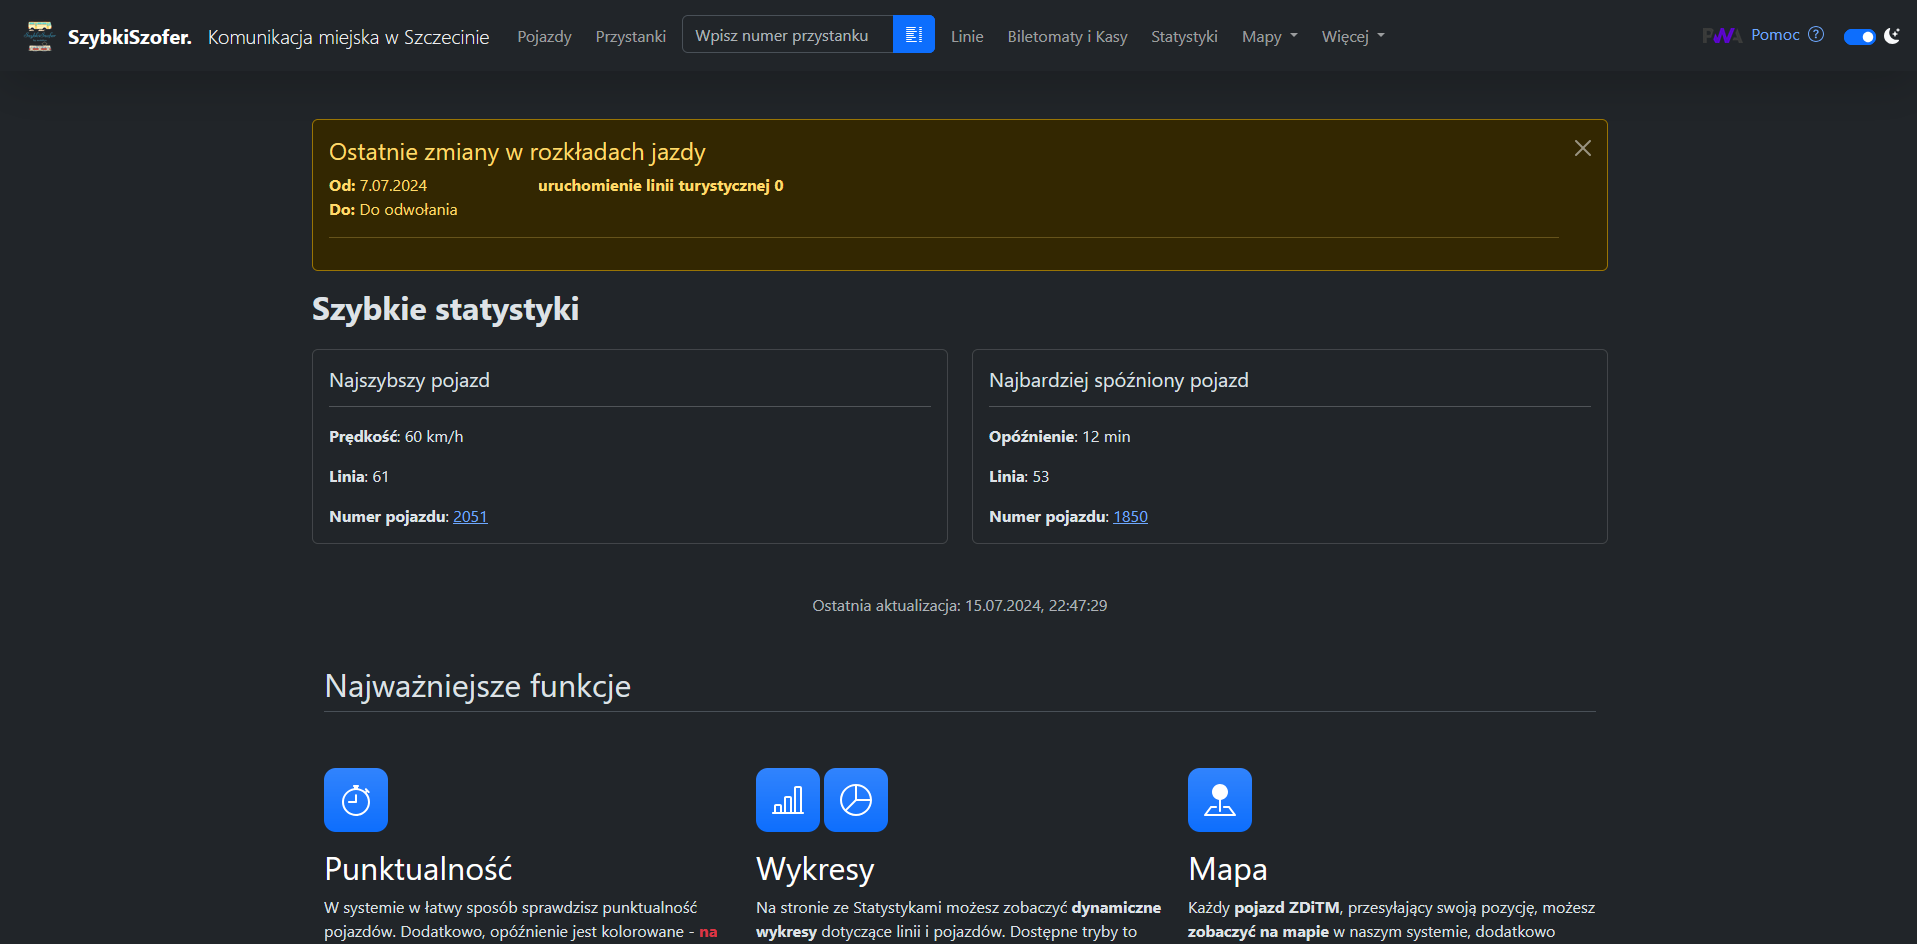 SzybkiSzofer. Komunikacja miejska w Szczecinie Pojazdy Przystanki Wpisz numer przystanku Linie Biletomaty i Kasy Statystyki Mapy Więcej PWA Pomoc
Ostatnie zmiany w rozkładach jazdy
Od: 7.07.2024 uruchomienie linii turystycznej 0
Do: Do odwołania
Szybkie statystyki
Najszybszy pojazd
Prędkość: 60 km/h
Linia: 61
Numer pojazdu: 2051
Najbardziej spóźniony pojazd
Opóźnienie: 12 min
Linia: 53
Numer pojazdu: 1850
Ostatnia aktualizacja: 15.07.2024, 22:47:29
Najważniejsze funkcje
Punktualność
W systemie w łatwy sposób sprawdzisz punktualność
pojazdów. Dodatkowo, opóźnienie jest kolorowane - na
Wykresy
Na stronie ze Statystykami możesz zobaczyć dynamiczne
wykresy dotyczące linii i pojazdów. Dostępne tryby to
Mapa
Każdy pojazd ZDiTM, przesyłający swoją pozycję, możesz
zobaczyć na mapie w naszym systemie, dodatkowo